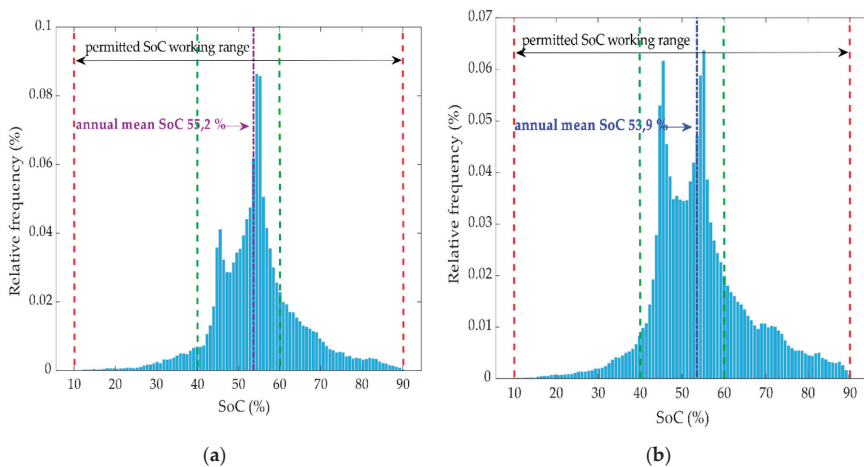 0.1
permitted SoC working range
0.08
annual mean SoC 55,2 %
0.06
0.04
0.02
0
Relative frequency (%)
10 20 30 40 50 60 70 80 90
SoC (%)
(a)
0.07
permitted SoC working range
0.06
annual mean SoC 53,9 %
0.05
0.04
0.03
0.02
0.01
0
Relative frequency (%)
10 20 30 40 50 60 70 80 90
SoC (%)
(b)